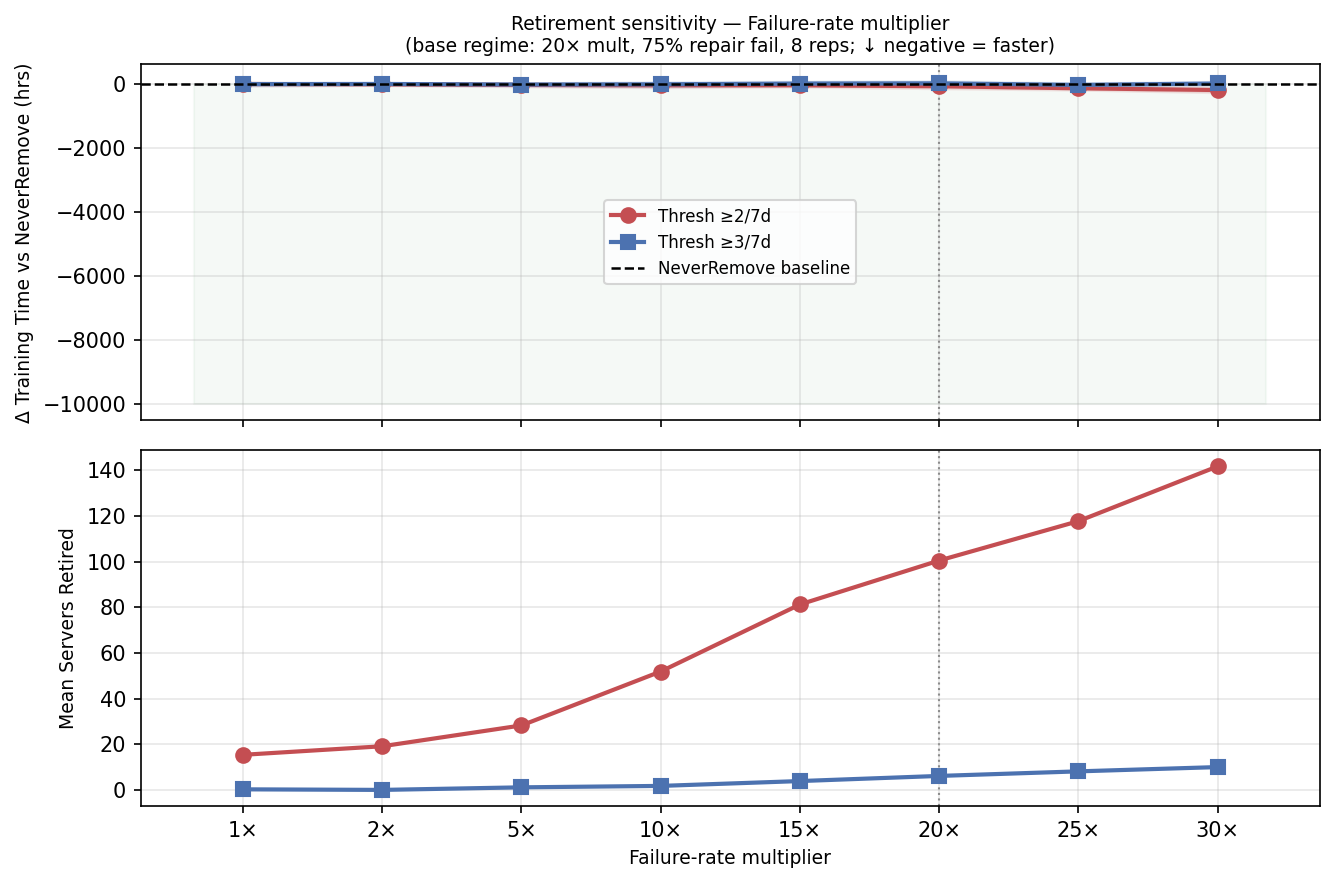 Retirement sensitivity — Failure-rate multiplier
(base regime: 20× mult, 75% repair fail, 8 reps; ↓ negative = faster)
Δ Training Time vs NeverRemove (hrs)
0
−2000
−4000
−6000
−8000
−10000
Thresh ≥2/7d
Thresh ≥3/7d
NeverRemove baseline
Mean Servers Retired
140
120
100
80
60
40
20
0
1× 2× 5× 10× 15× 20× 25× 30×
Failure-rate multiplier